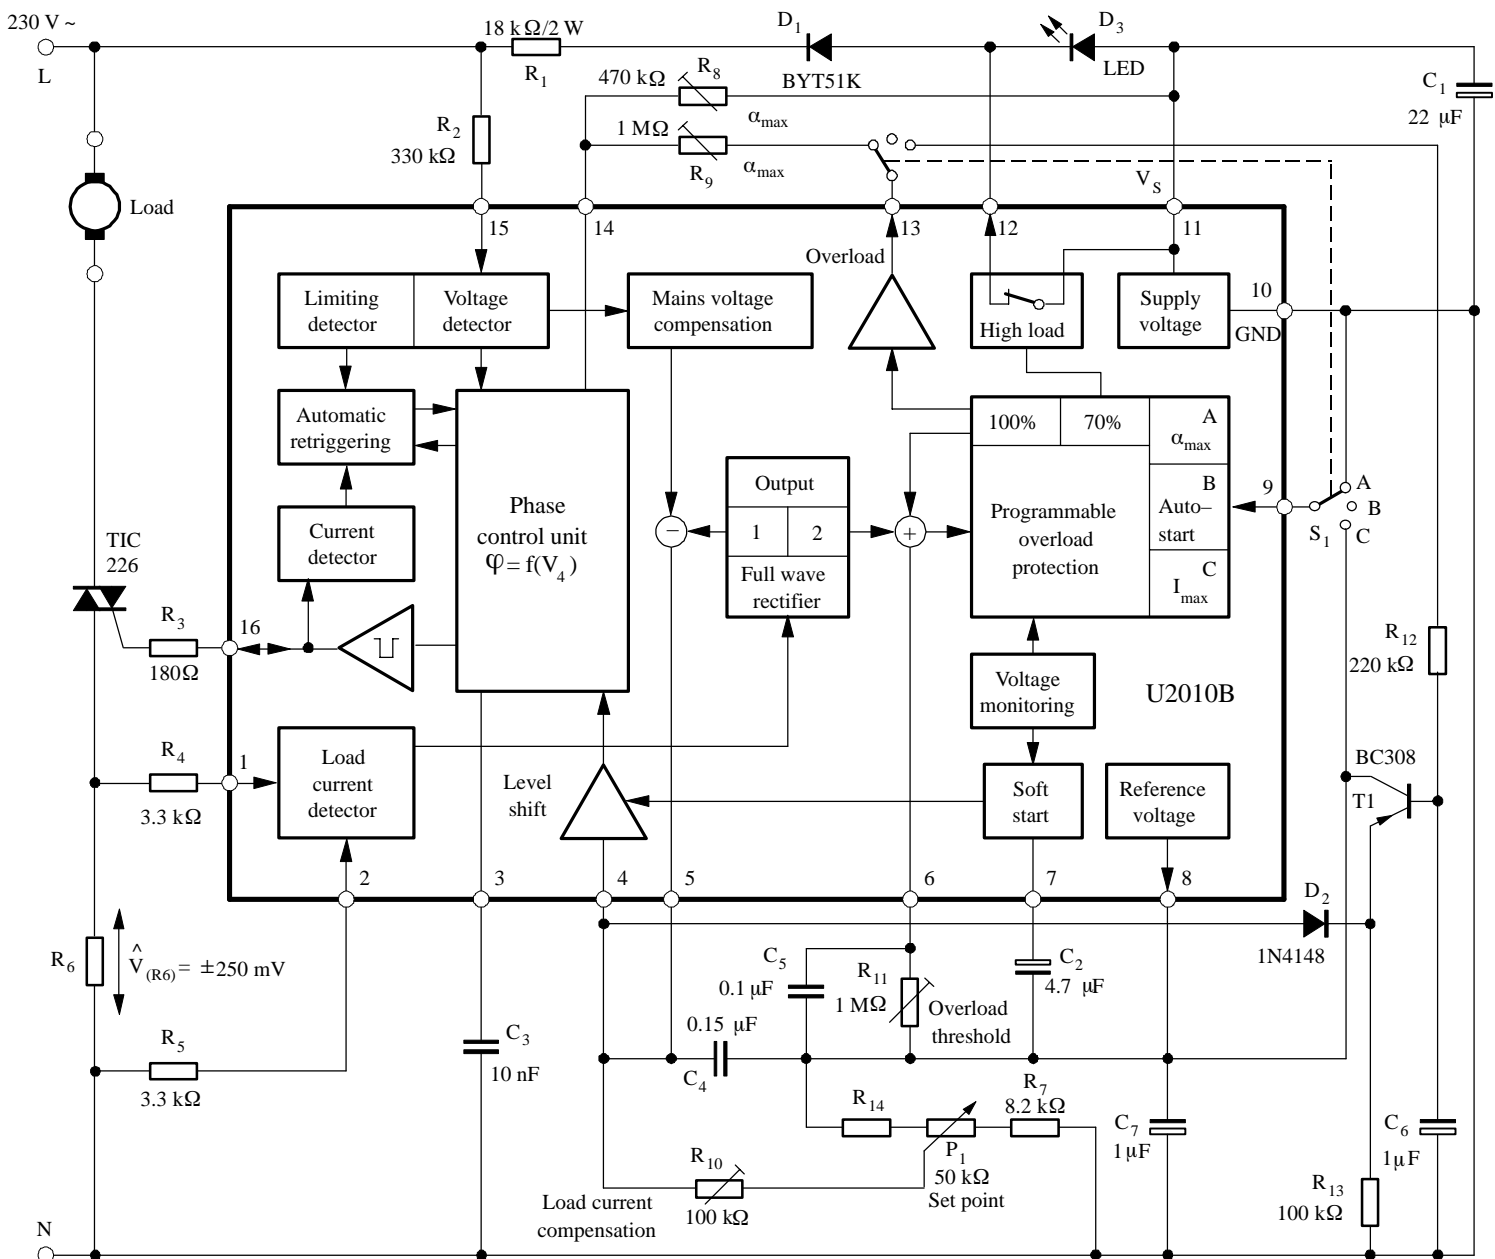 230 V ~
18 kΩ/2 W
D1
D3
L
R1
BYT51K
LED
C1
22 μF
470 kΩ
R8
αmax
R2
330 kΩ
1 MΩ
R9
αmax
VS
Load
15
14
13
12
11
Overload
Limiting
detector
Voltage
detector
Mains voltage
compensation
High load
Supply
voltage
10
GND
Automatic
retriggering
100%
70%
A
αmax
Phase
control unit
φ = f(V4)
Output
1
2
Full wave
rectifier
−
+
Programmable
overload
protection
B
Auto–
start
C
Imax
9
A
B
C
S1
Current
detector
TIC
226
R3
180Ω
16
R12
220 kΩ
Voltage
monitoring
U2010B
R4
3.3 kΩ
1
Load
current
detector
Level
shift
Soft
start
Reference
voltage
BC308
T1
2
3
4
5
6
7
8
D2
1N4148
R6
^
V(R6) = ±250 mV
C5
0.1 μF
R11
1 MΩ
Overload
threshold
C2
4.7 μF
R5
3.3 kΩ
C3
10 nF
0.15 μF
C4
R14
R7
8.2 kΩ
P1
50 kΩ
Set point
C7
1 μF
C6
1 μF
R10
100 kΩ
Load current
compensation
R13
100 kΩ
N